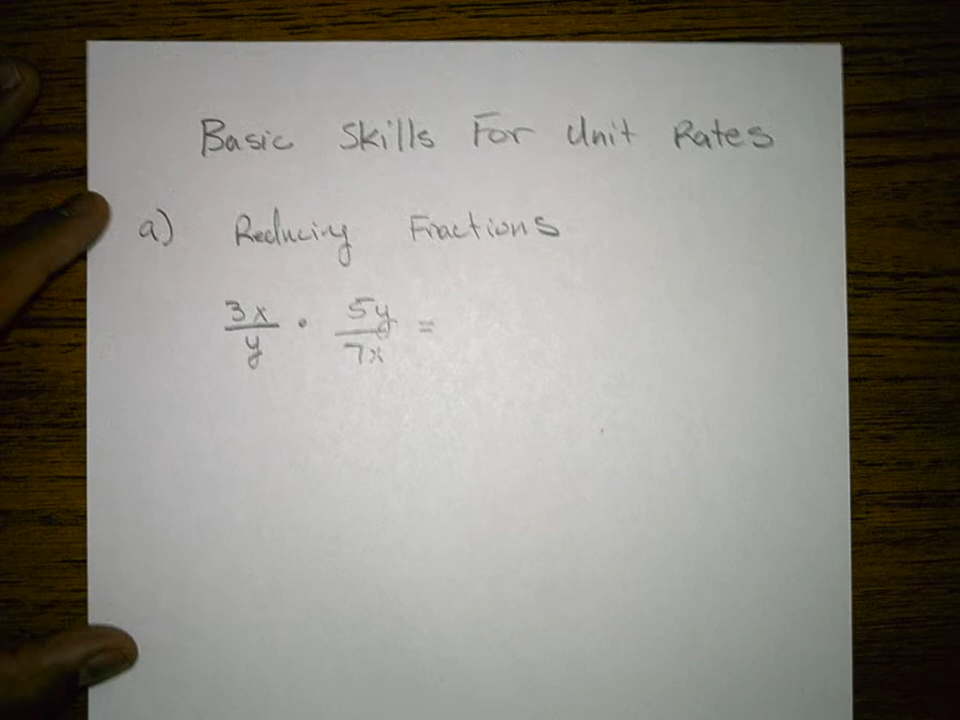 Basic Skills For Unit Rates
a) Reducing Fractions
3x/y · 5y/7x =